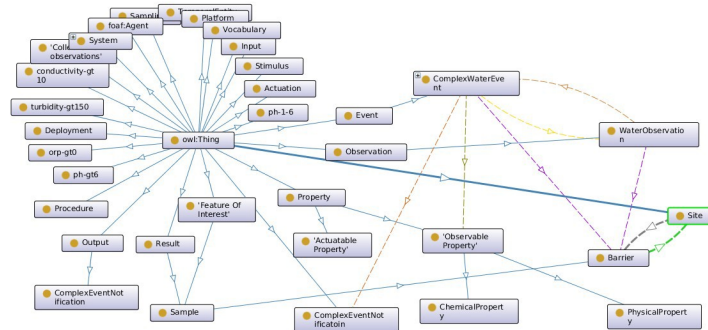 Platform
foaf:Agent
Vocabulary
System
Input
observations'
Stimulus
conductivity-gt
10
ComplexWaterEve
nt
Actuation
turbidity-gt150
ph-1-6
Event
Deployment
WaterObservatio
n
owl:Thing
orp-gt0
Observation
ph-gt6
Property
Procedure
'Feature Of
Interest'
Site
Output
Result
'Actuatable
Property'
'Observable
Property'
Barrier
ComplexEventNot
ification
Sample
ComplexEventNot
ificatoin
ChemicalPropert
y
PhysicalPropert
y